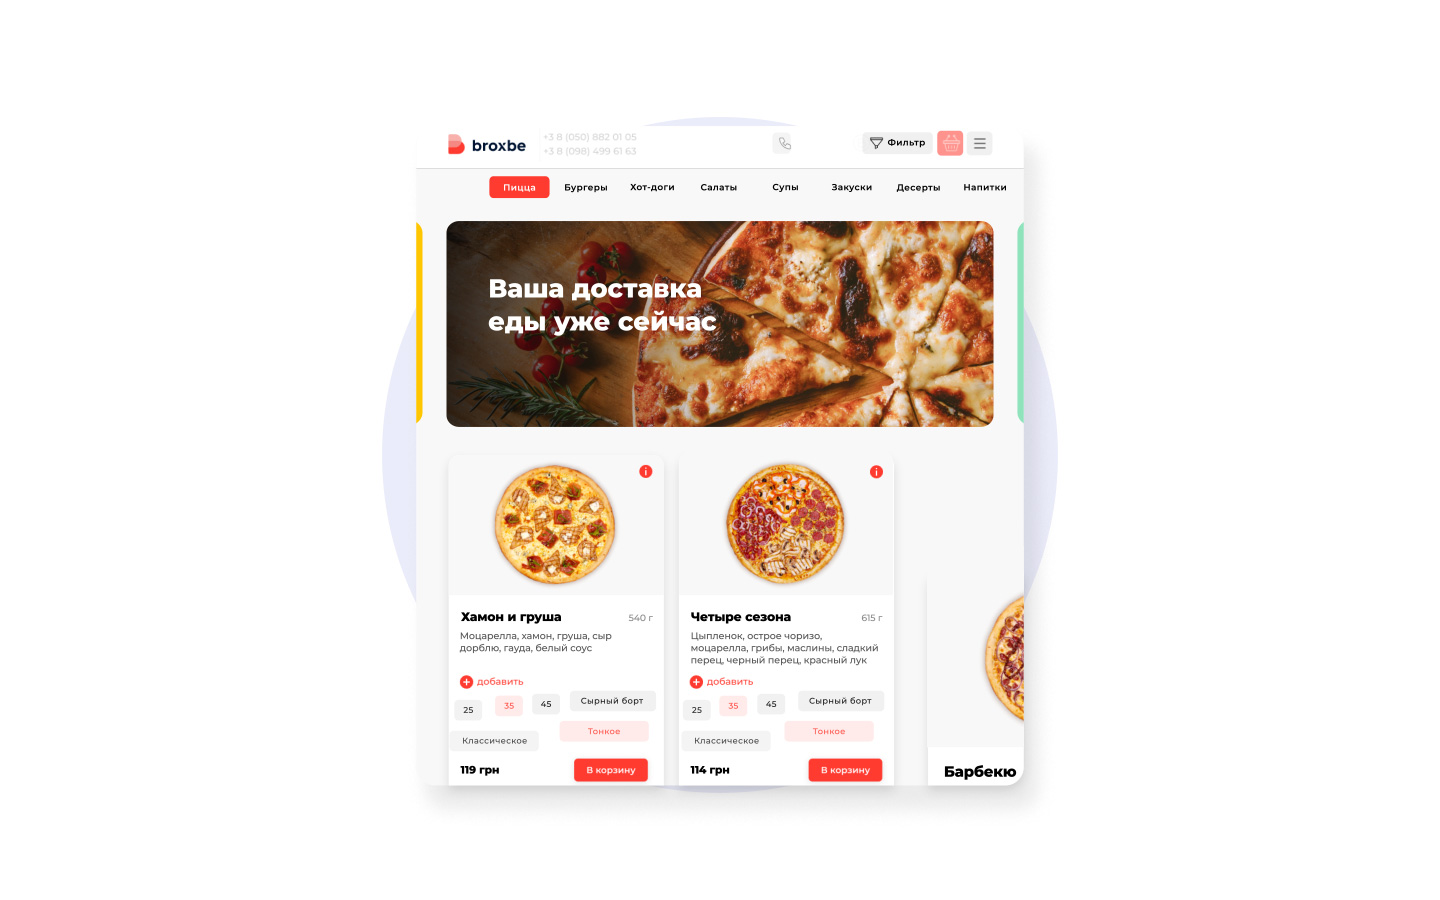 broxbe
+3 8 (050) 882 01 05
+3 8 (098) 499 61 63
Фильтр
Пицца Бургеры Хот-доги Салаты Супы Закуски Десерты Напитки
Ваша доставка
еды уже сейчас
Хамон и груша 540 г
Моцарелла, хамон, груша, сыр
дорблю, гауда, белый соус
добавить
25 35 45 Сырный борт
Классическое Тонкое
119 грн В корзину
Четыре сезона 615 г
Цыпленок, острое чоризо,
моцарелла, грибы, маслины, сладкий
перец, черный перец, красный лук
добавить
25 35 45 Сырный борт
Классическое Тонкое
114 грн В корзину
Барбекю